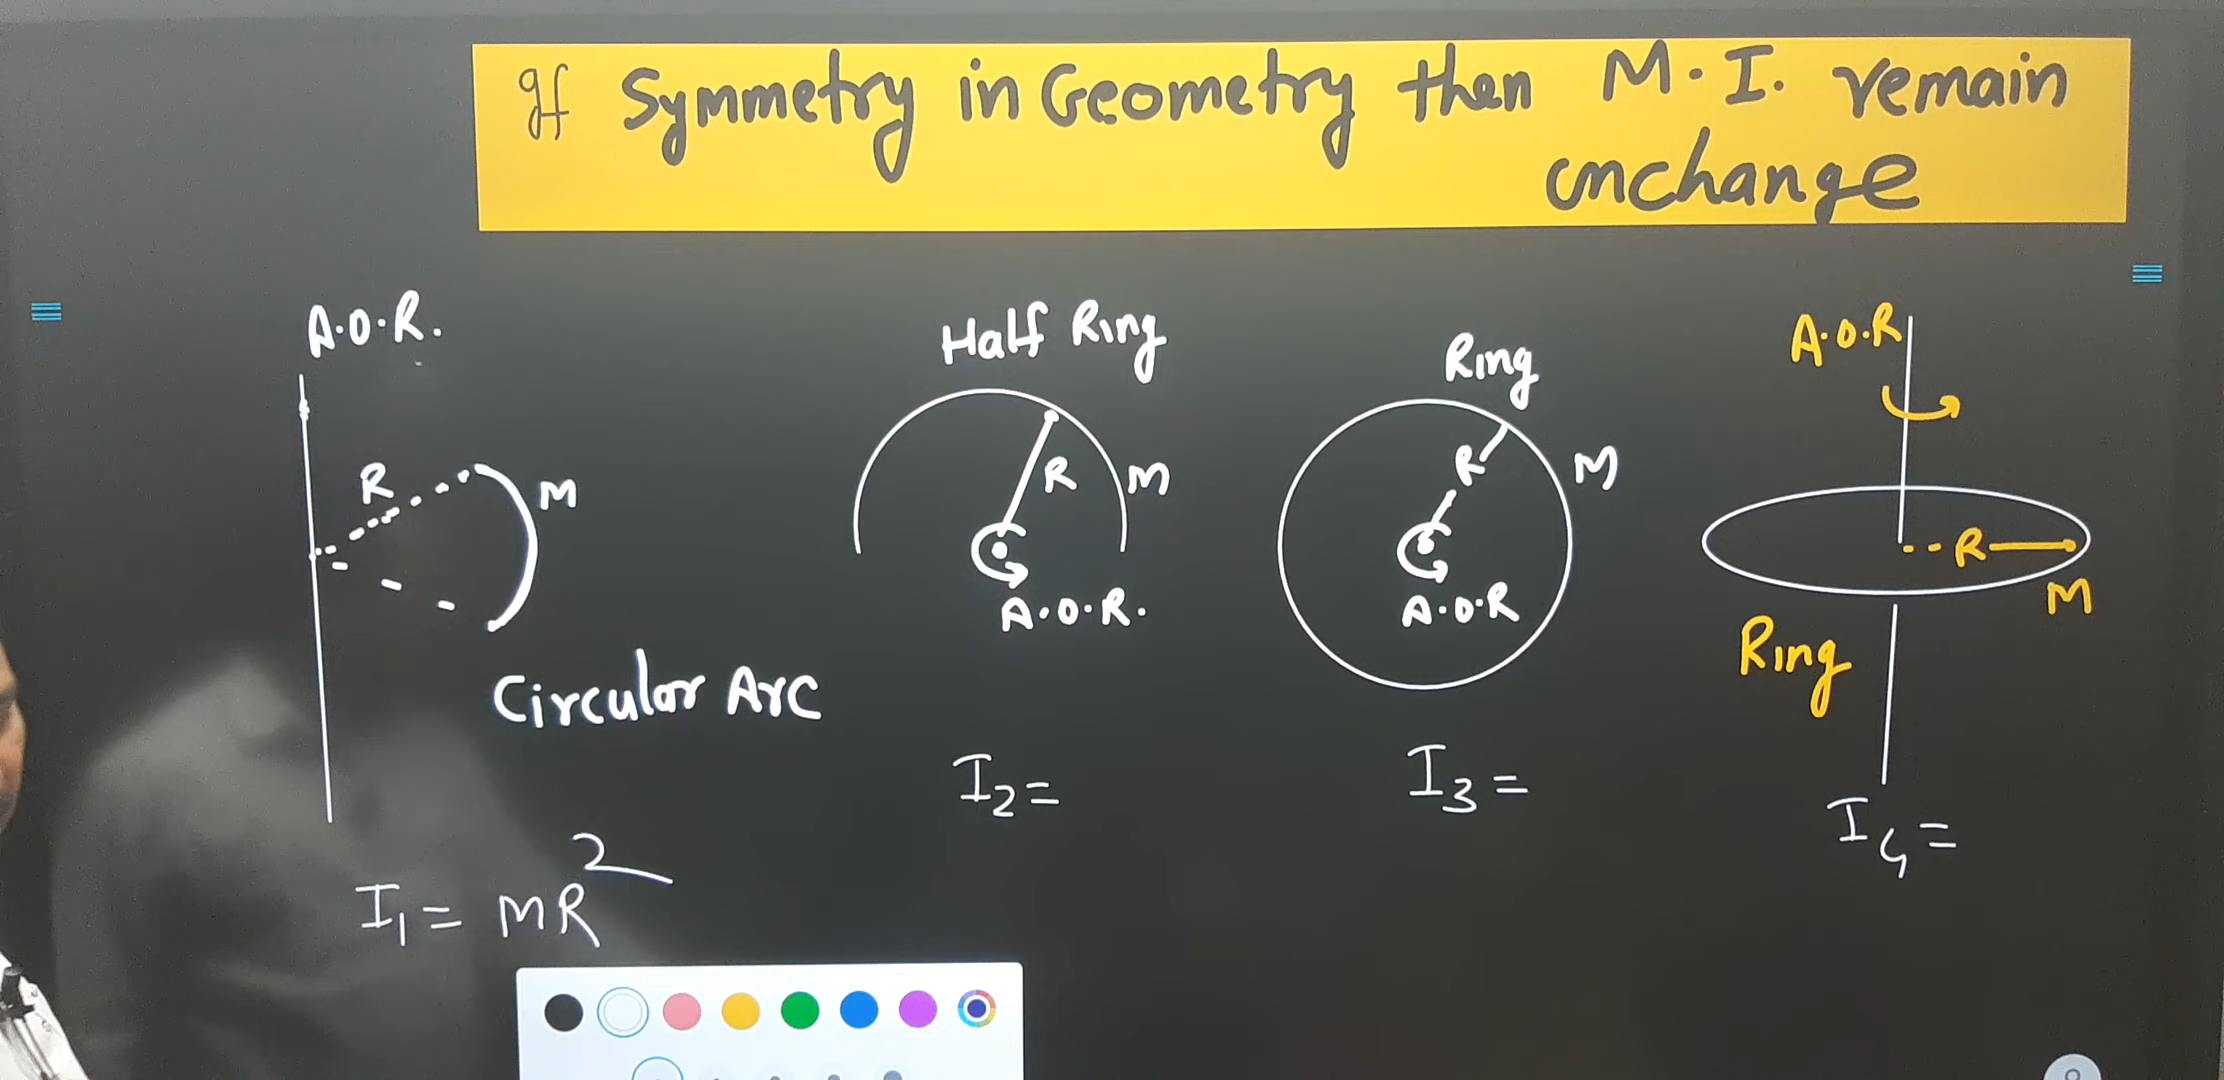 If Symmetry in Geometry then M.I. remain
unchange
A.O.R.
R
M
Circular Arc
I₁ = MR²
Half Ring
R
M
A.O.R.
I₂ =
Ring
R
M
A.O.R
I₃ =
A.O.R
R
M
Ring
I₄ =